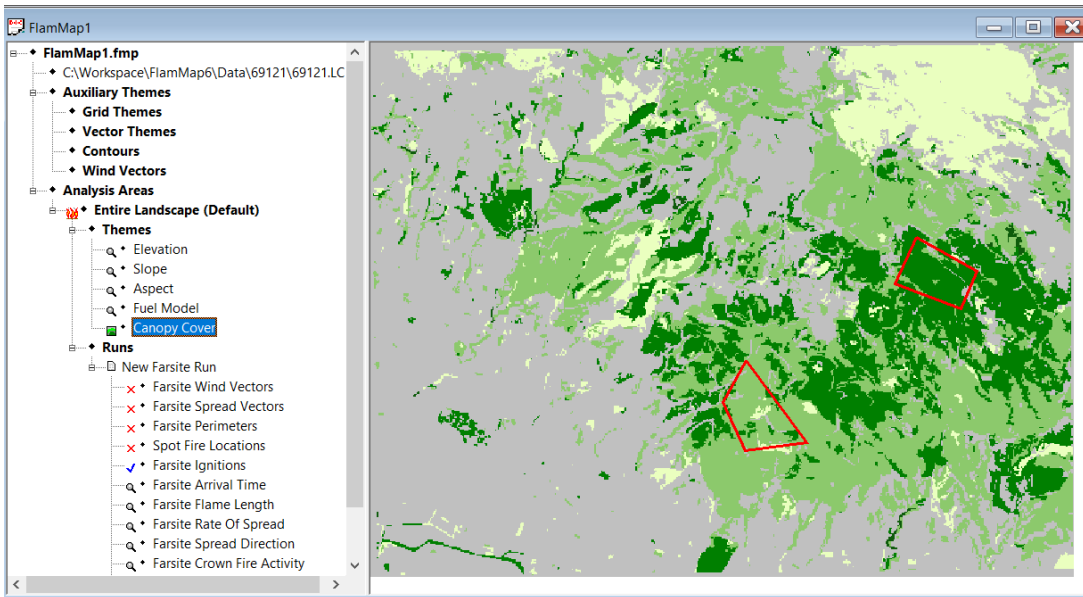 FlamMap1
FlamMap1.fmp
C:\Workspace\FlamMap6\Data\69121\69121.LC
Auxiliary Themes
Grid Themes
Vector Themes
Contours
Wind Vectors
Analysis Areas
Entire Landscape (Default)
Themes
Elevation
Slope
Aspect
Fuel Model
Canopy Cover
Runs
New Farsite Run
Farsite Wind Vectors
Farsite Spread Vectors
Farsite Perimeters
Spot Fire Locations
Farsite Ignitions
Farsite Arrival Time
Farsite Flame Length
Farsite Rate Of Spread
Farsite Spread Direction
Farsite Crown Fire Activity